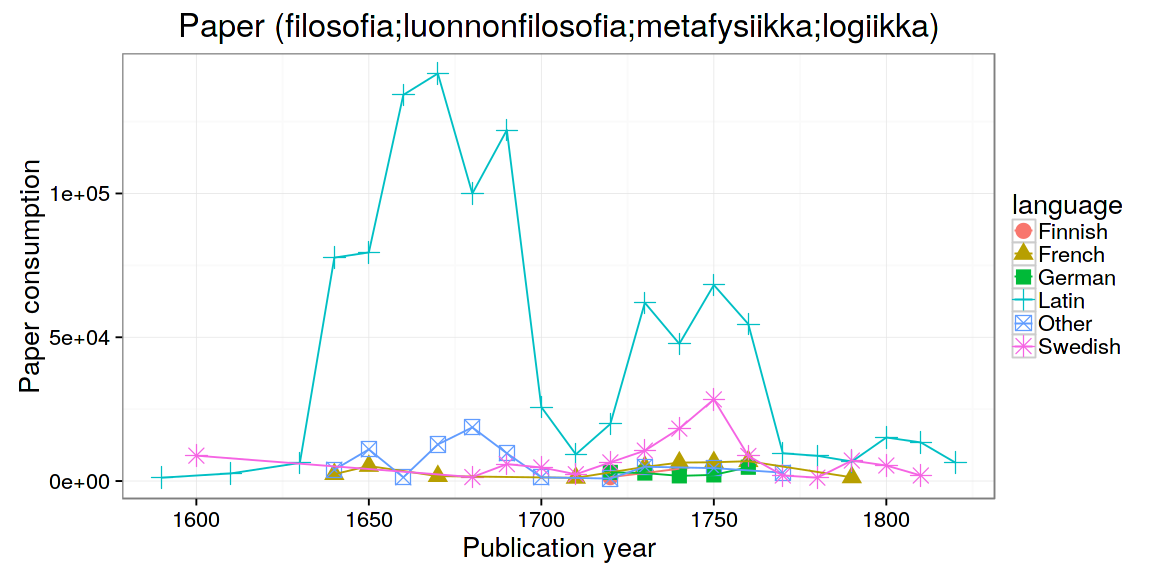 Paper (filosofia;luonnonfilosofia;metafysiikka;logiikka)
Paper consumption
1e+05
5e+04
0e+00
1600 1650 1700 1750 1800
Publication year
language
Finnish
French
German
Latin
Other
Swedish